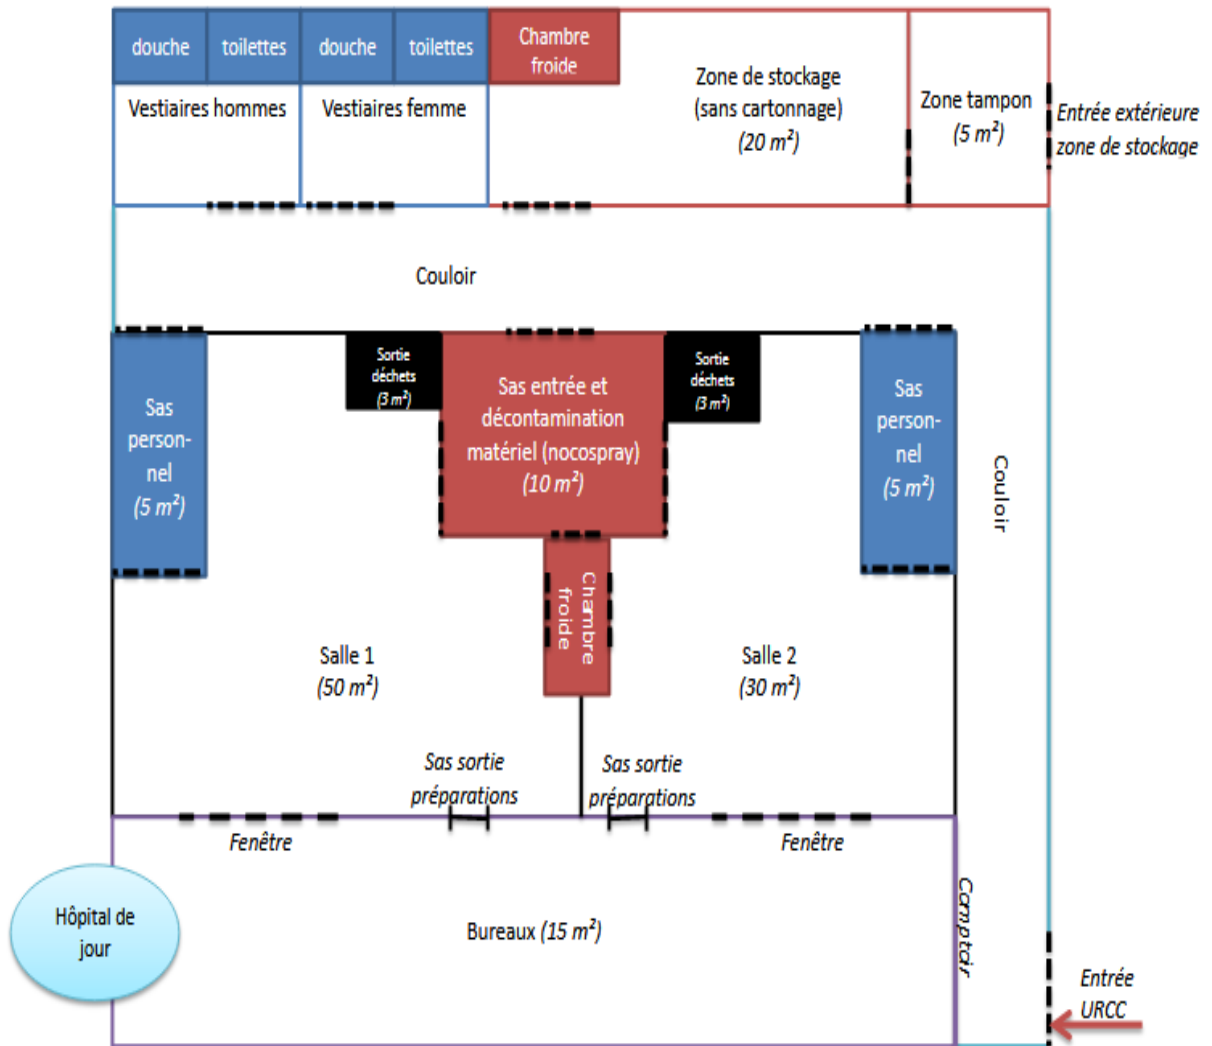 douche
toilettes
douche
toilettes
Chambre
froide
Vestiaires hommes
Vestiaires femme
Zone de stockage
(sans cartonnage)
(20 m²)
Zone tampon
(5 m²)
Entrée extérieure
zone de stockage
Couloir
Sas
person-
nel
(5 m²)
Sortie
déchets
(3 m²)
Sas entrée et
décontamination
matériel (nocospray)
(10 m²)
Sortie
déchets
(3 m²)
Sas
person-
nel
(5 m²)
Couloir
Chambre
froide
Salle 1
(50 m²)
Salle 2
(30 m²)
Sas sortie
préparations
Sas sortie
préparations
Fenêtre
Fenêtre
Hôpital de
jour
Bureaux (15 m²)
Comptoir
Entrée
URCC